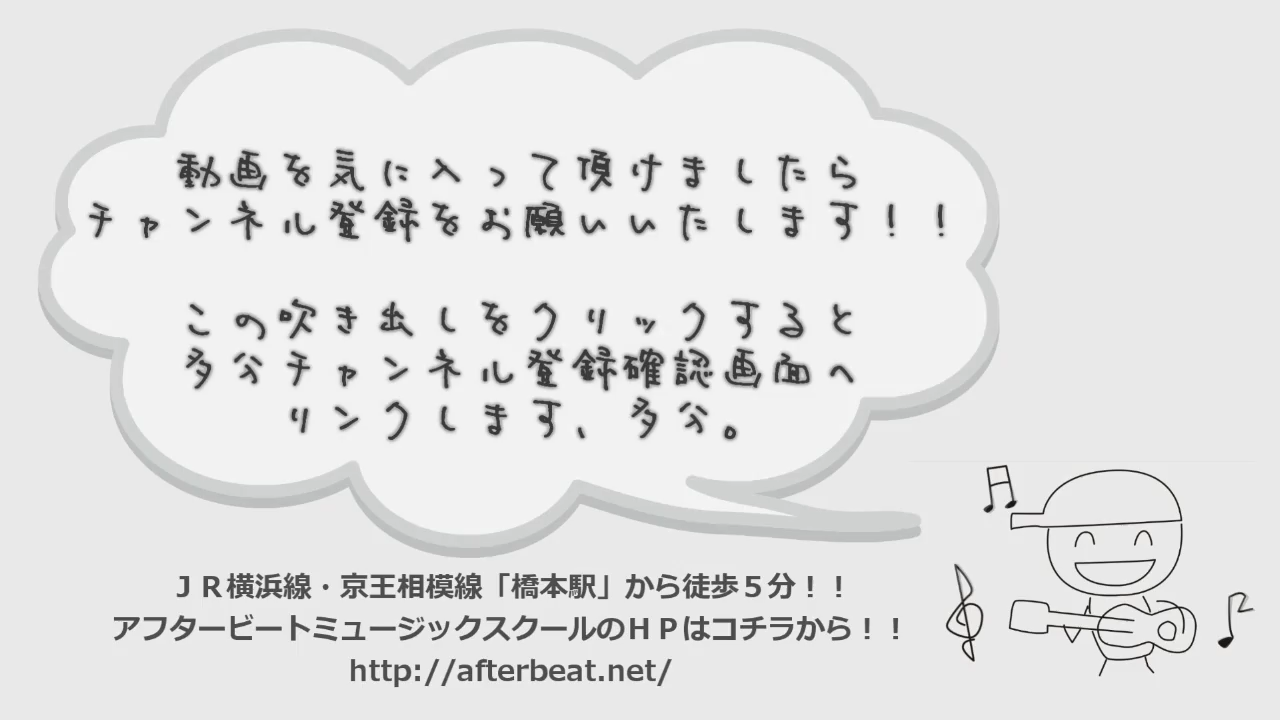 動画を気に入って頂けましたら
チャンネル登録をお願いいたします！！
この吹き出しをクリックすると
多分チャンネル登録確認画面へ
リンクします、多分。
ＪＲ横浜線・京王相模線「橋本駅」から徒歩５分！！
アフタービートミュージックスクールのＨＰはコチラから！！
http://afterbeat.net/